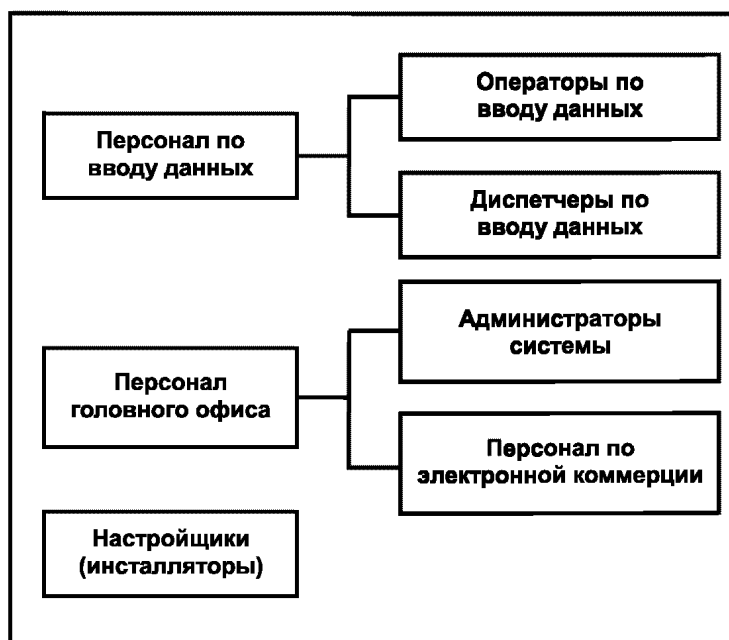 Персонал по
вводу данных
Операторы по
вводу данных
Диспетчеры по
вводу данных
Персонал
головного офиса
Администраторы
системы
Персонал по
электронной коммерции
Настройщики
(инсталляторы)